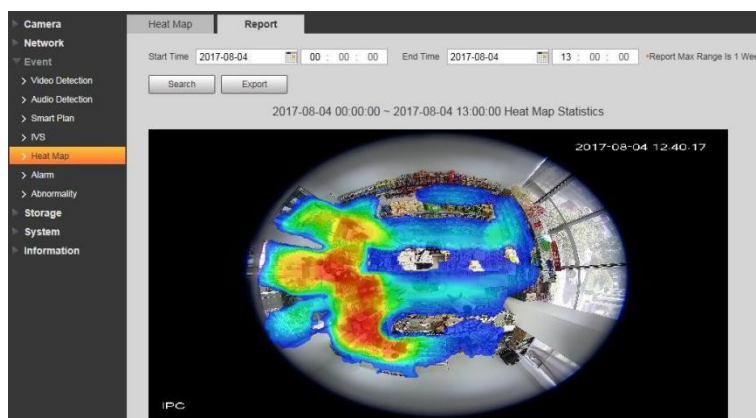 Camera
Network
Event
> Video Detection
> Audio Detection
> Smart Plan
> IVS
> Heat Map
> Alarm
> Abnormality
Storage
System
Information
Heat Map Report
Start Time 2017-08-04 00 : 00 : 00 End Time 2017-08-04 13 : 00 : 00 *Report Max Range Is 1 Wee
Search Export
2017-08-04 00:00:00 ~ 2017-08-04 13:00:00 Heat Map Statistics
2017-08-04 12:40:17
IPC